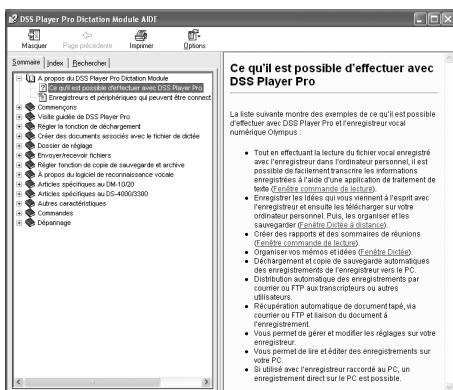 DSS Player Pro Dictation Module AIDE
Masquer Page précédente Imprimer Options
Sommaire Index Rechercher
A propos du DSS Player Pro Dictation Module
Ce qu'il est possible d'effectuer avec DSS Player Pro
Enregistreurs et périphériques qui peuvent être connect
Commençons
Visite guidée de DSS Player Pro
Régler la fonction de déchargement
Créer des documents associés avec le fichier de dictée
Dossier de réglage
Envoyer/recevoir fichiers
Régler fonction de copie de sauvegarde et archive
À propos du logiciel de reconnaissance vocale
Articles spécifiques au DM-10/20
Articles spécifiques au DS-4000/3300
Autres caractéristiques
Commandes
Dépannage
Ce qu'il est possible d'effectuer avec
DSS Player Pro
La liste suivante montre des exemples de ce qu'il est possible
d'effectuer avec DSS Player Pro et l'enregistreur vocal
numérique Olympus :
Tout en effectuant la lecture du fichier vocal enregistré
avec l'enregistreur dans l'ordinateur personnel, il est
possible de facilement transcrire les informations
enregistrées à l'aide d'une application de traitement de
texte (Fenêtre commande de lecture).
Enregistrer les idées qui vous viennent à l'esprit avec
l'enregistreur et ensuite les télécharger sur votre
ordinateur personnel. Puis, les organiser et les
sauvegarder (Fenêtre Dictée à distance).
Créer des rapports et des sommaires de réunions
(Fenêtre commande de lecture).
Organiser vos mémos et idées (Fenêtre Dictée).
Déchargement et copie de sauvegarde automatiques
des enregistrements de l'enregistreur vers le PC.
Distribution automatique des enregistrements par
courrier ou FTP aux transcripteurs ou autres
utilisateurs.
Récupération automatique de document tapé, via
courrier ou FTP et liaison du document à
l'enregistrement.
Vous permet de gérer et modifier les réglages sur votre
enregistreur.
Vous permet de lire et éditer des enregistrements sur
votre PC.
Si utilisé avec l'enregistreur raccordé au PC, un
enregistrement direct sur le PC est possible.